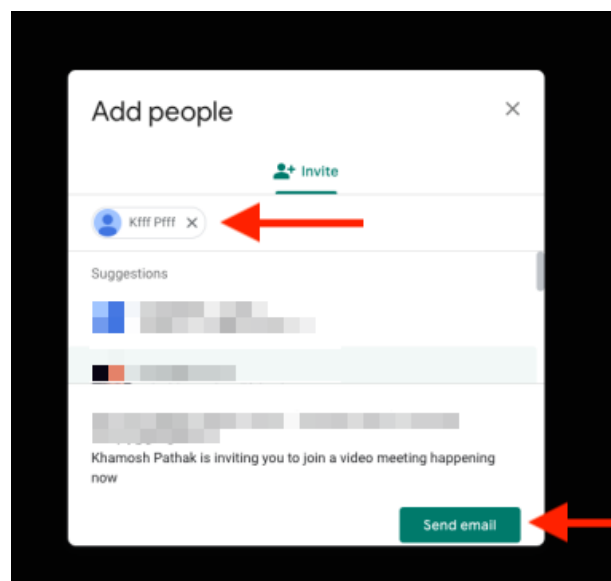 Add people
Invite
Kfff Pfff
Suggestions
Khamosh Pathak is inviting you to join a video meeting happening
now
Send email